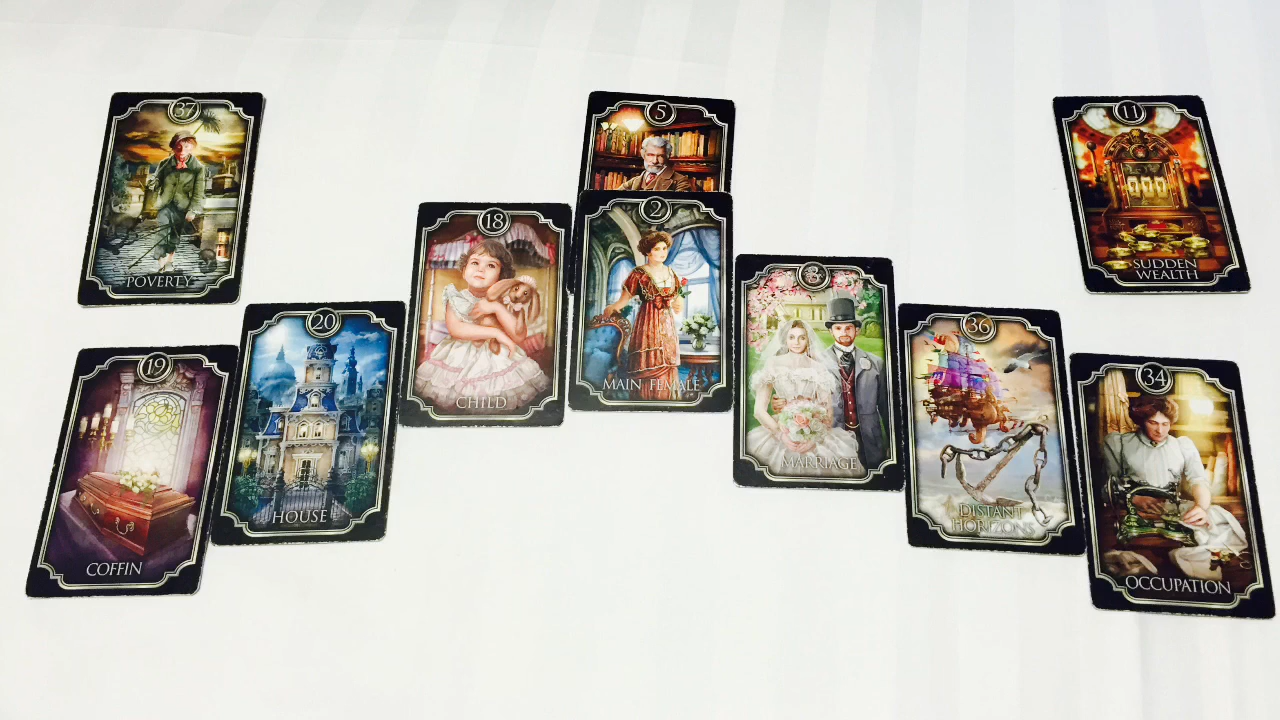 37
POVERTY
5
11
SUDDEN
WEALTH
18
CHILD
2
MAIN FEMALE
3
MARRIAGE
20
HOUSE
36
DISTANT
HORIZONS
19
COFFIN
34
OCCUPATION